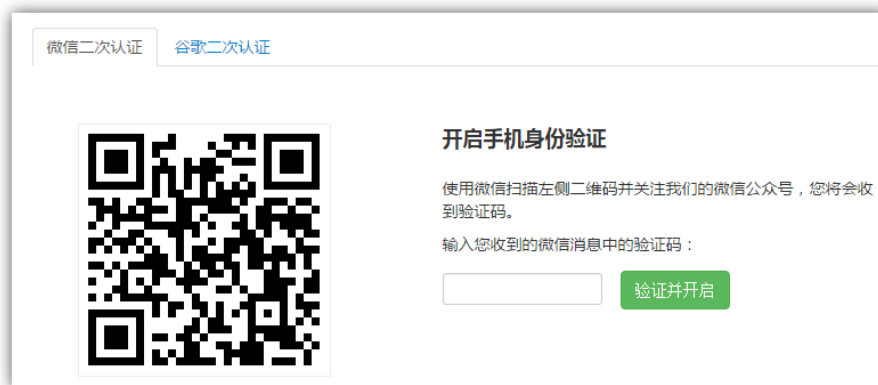 微信二次认证 谷歌二次认证
开启手机身份验证
使用微信扫描左侧二维码并关注我们的微信公众号，您将会收
到验证码。
输入您收到的微信消息中的验证码：
验证并开启